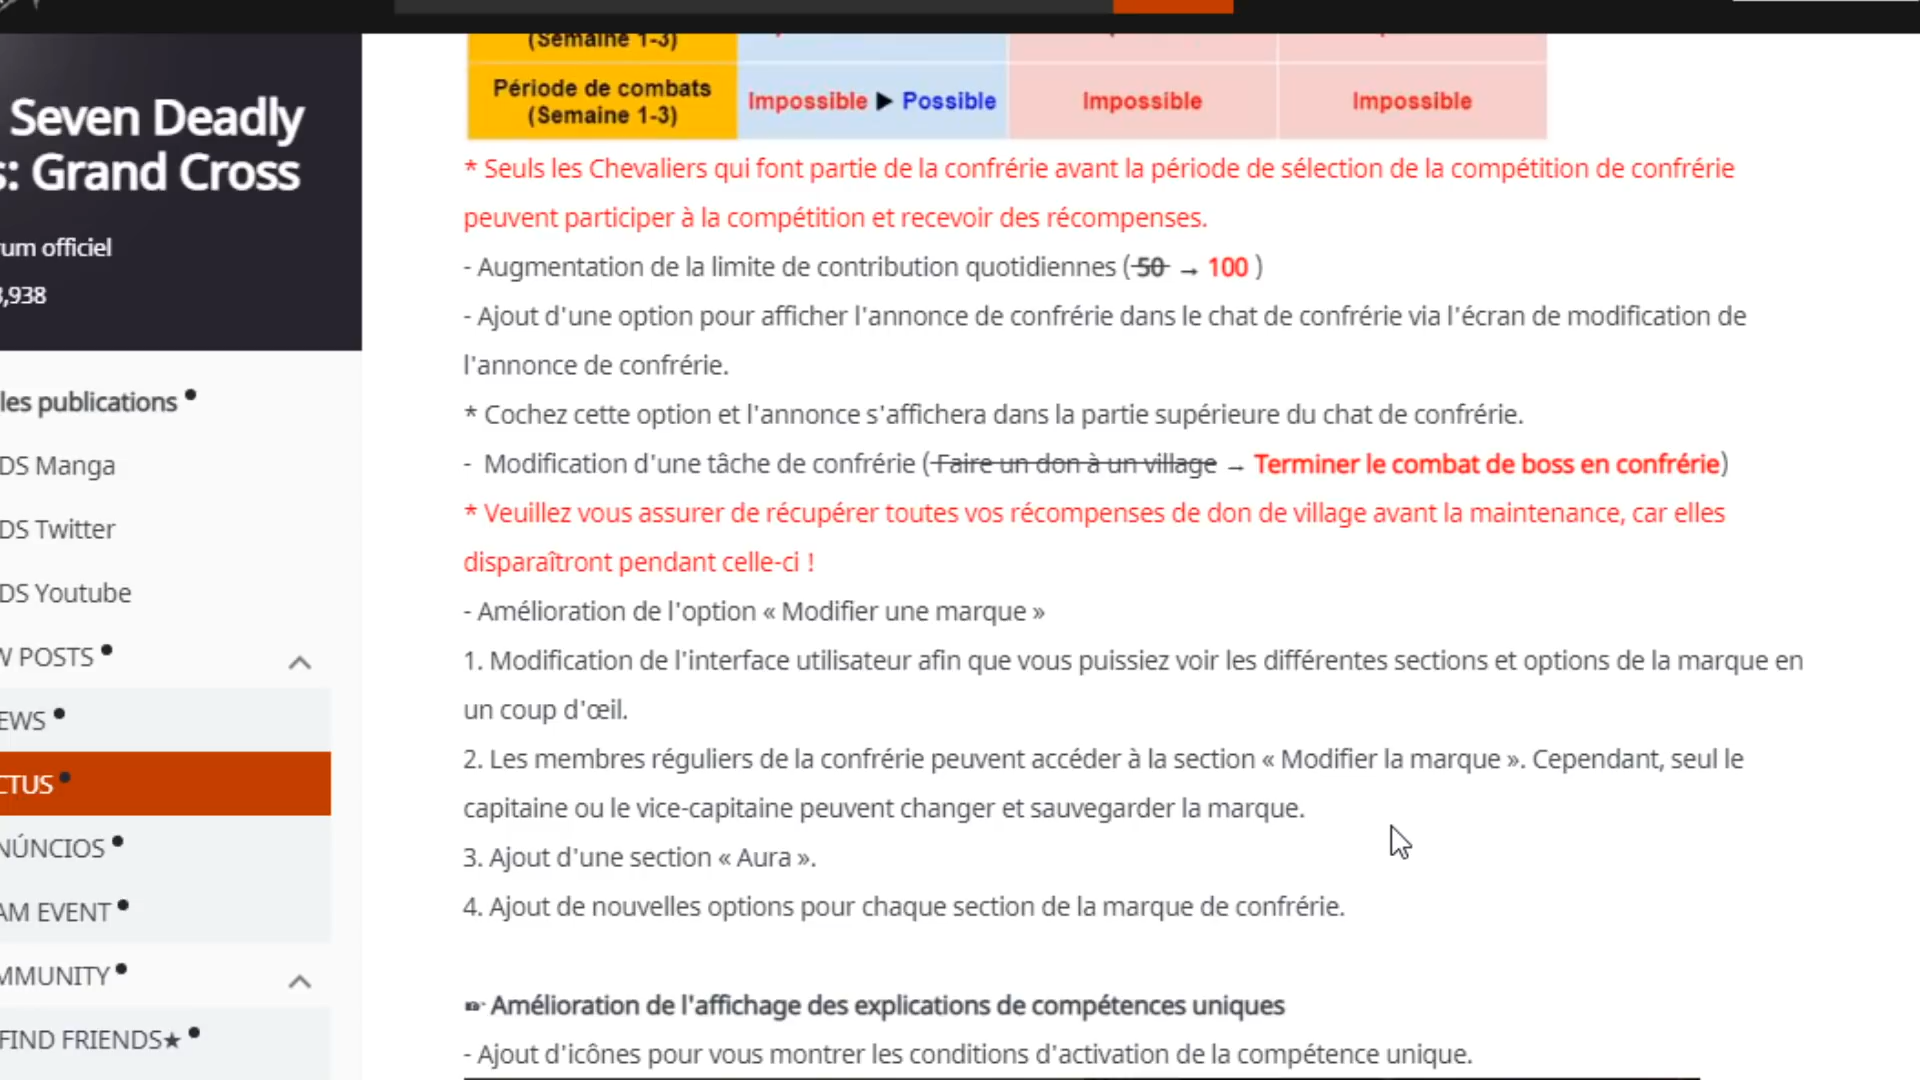 Seven Deadly
s: Grand Cross
um officiel
,938
les publications
DS Manga
DS Twitter
DS Youtube
W POSTS
EWS
CTUS
NÚNCIOS
AM EVENT
MMUNITY
FIND FRIENDS★
(Semaine 1-3)
Période de combats
(Semaine 1-3)
Impossible ▶ Possible
Impossible
Impossible
* Seuls les Chevaliers qui font partie de la confrérie avant la période de sélection de la compétition de confrérie
peuvent participer à la compétition et recevoir des récompenses.
- Augmentation de la limite de contribution quotidiennes ( 50 → 100 )
- Ajout d'une option pour afficher l'annonce de confrérie dans le chat de confrérie via l'écran de modification de
l'annonce de confrérie.
* Cochez cette option et l'annonce s'affichera dans la partie supérieure du chat de confrérie.
- Modification d'une tâche de confrérie ( Faire un don à un village → Terminer le combat de boss en confrérie)
* Veuillez vous assurer de récupérer toutes vos récompenses de don de village avant la maintenance, car elles
disparaîtront pendant celle-ci !
- Amélioration de l'option « Modifier une marque »
1. Modification de l'interface utilisateur afin que vous puissiez voir les différentes sections et options de la marque en
un coup d'œil.
2. Les membres réguliers de la confrérie peuvent accéder à la section « Modifier la marque ». Cependant, seul le
capitaine ou le vice-capitaine peuvent changer et sauvegarder la marque.
3. Ajout d'une section « Aura ».
4. Ajout de nouvelles options pour chaque section de la marque de confrérie.
☛ Amélioration de l'affichage des explications de compétences uniques
- Ajout d'icônes pour vous montrer les conditions d'activation de la compétence unique.